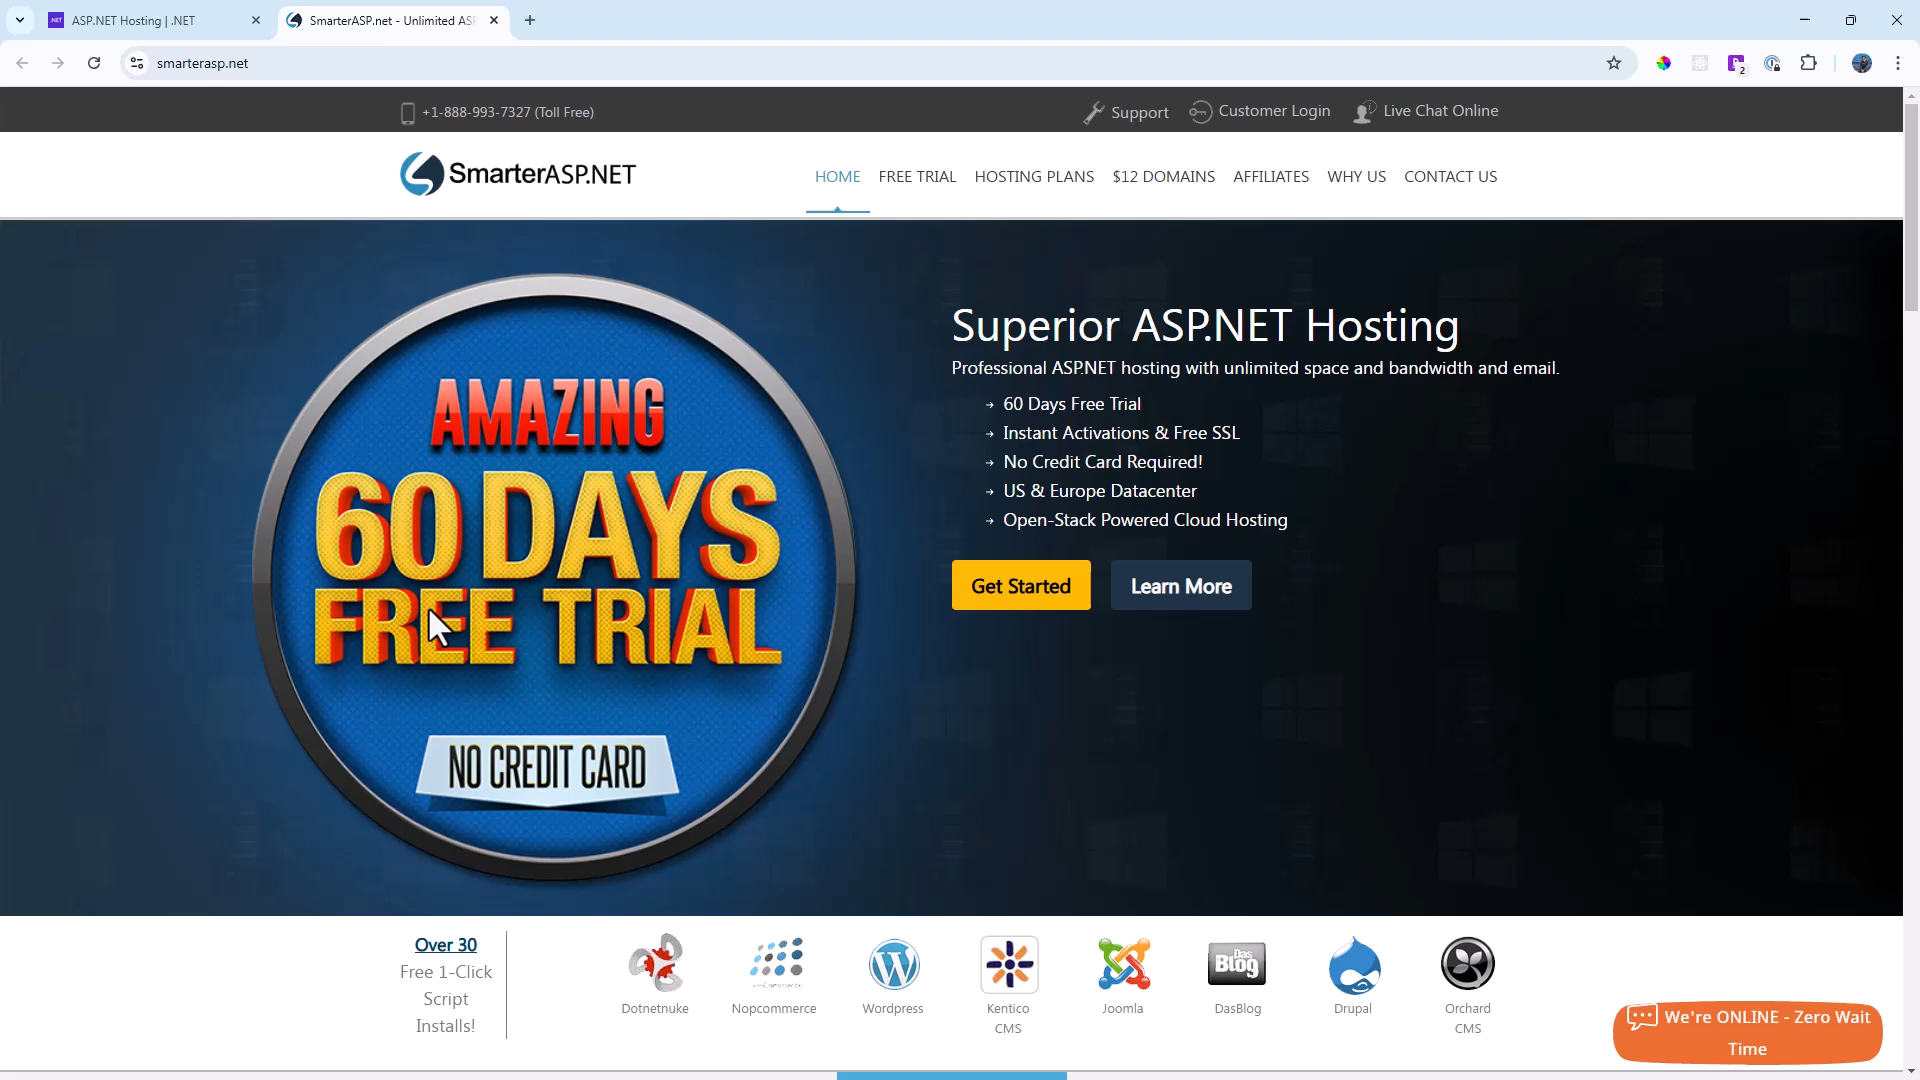 ASP.NET Hosting | .NET
SmarterASP.net - Unlimited ASP
smarterasp.net
2
+1-888-993-7327 (Toll Free)
Support
Customer Login
Live Chat Online
SmarterASP.NET
HOME
FREE TRIAL
HOSTING PLANS
$12 DOMAINS
AFFILIATES
WHY US
CONTACT US
AMAZING
60 DAYS
FREE TRIAL
NO CREDIT CARD
Superior ASP.NET Hosting
Professional ASP.NET hosting with unlimited space and bandwidth and email.
60 Days Free Trial
Instant Activations & Free SSL
No Credit Card Required!
US & Europe Datacenter
Open-Stack Powered Cloud Hosting
Get Started
Learn More
Over 30
Free 1-Click
Script
Installs!
Dotnetnuke
Nopcommerce
Wordpress
Kentico
CMS
Joomla
Das
Blog
DasBlog
Drupal
Orchard
CMS
We're ONLINE - Zero Wait
Time